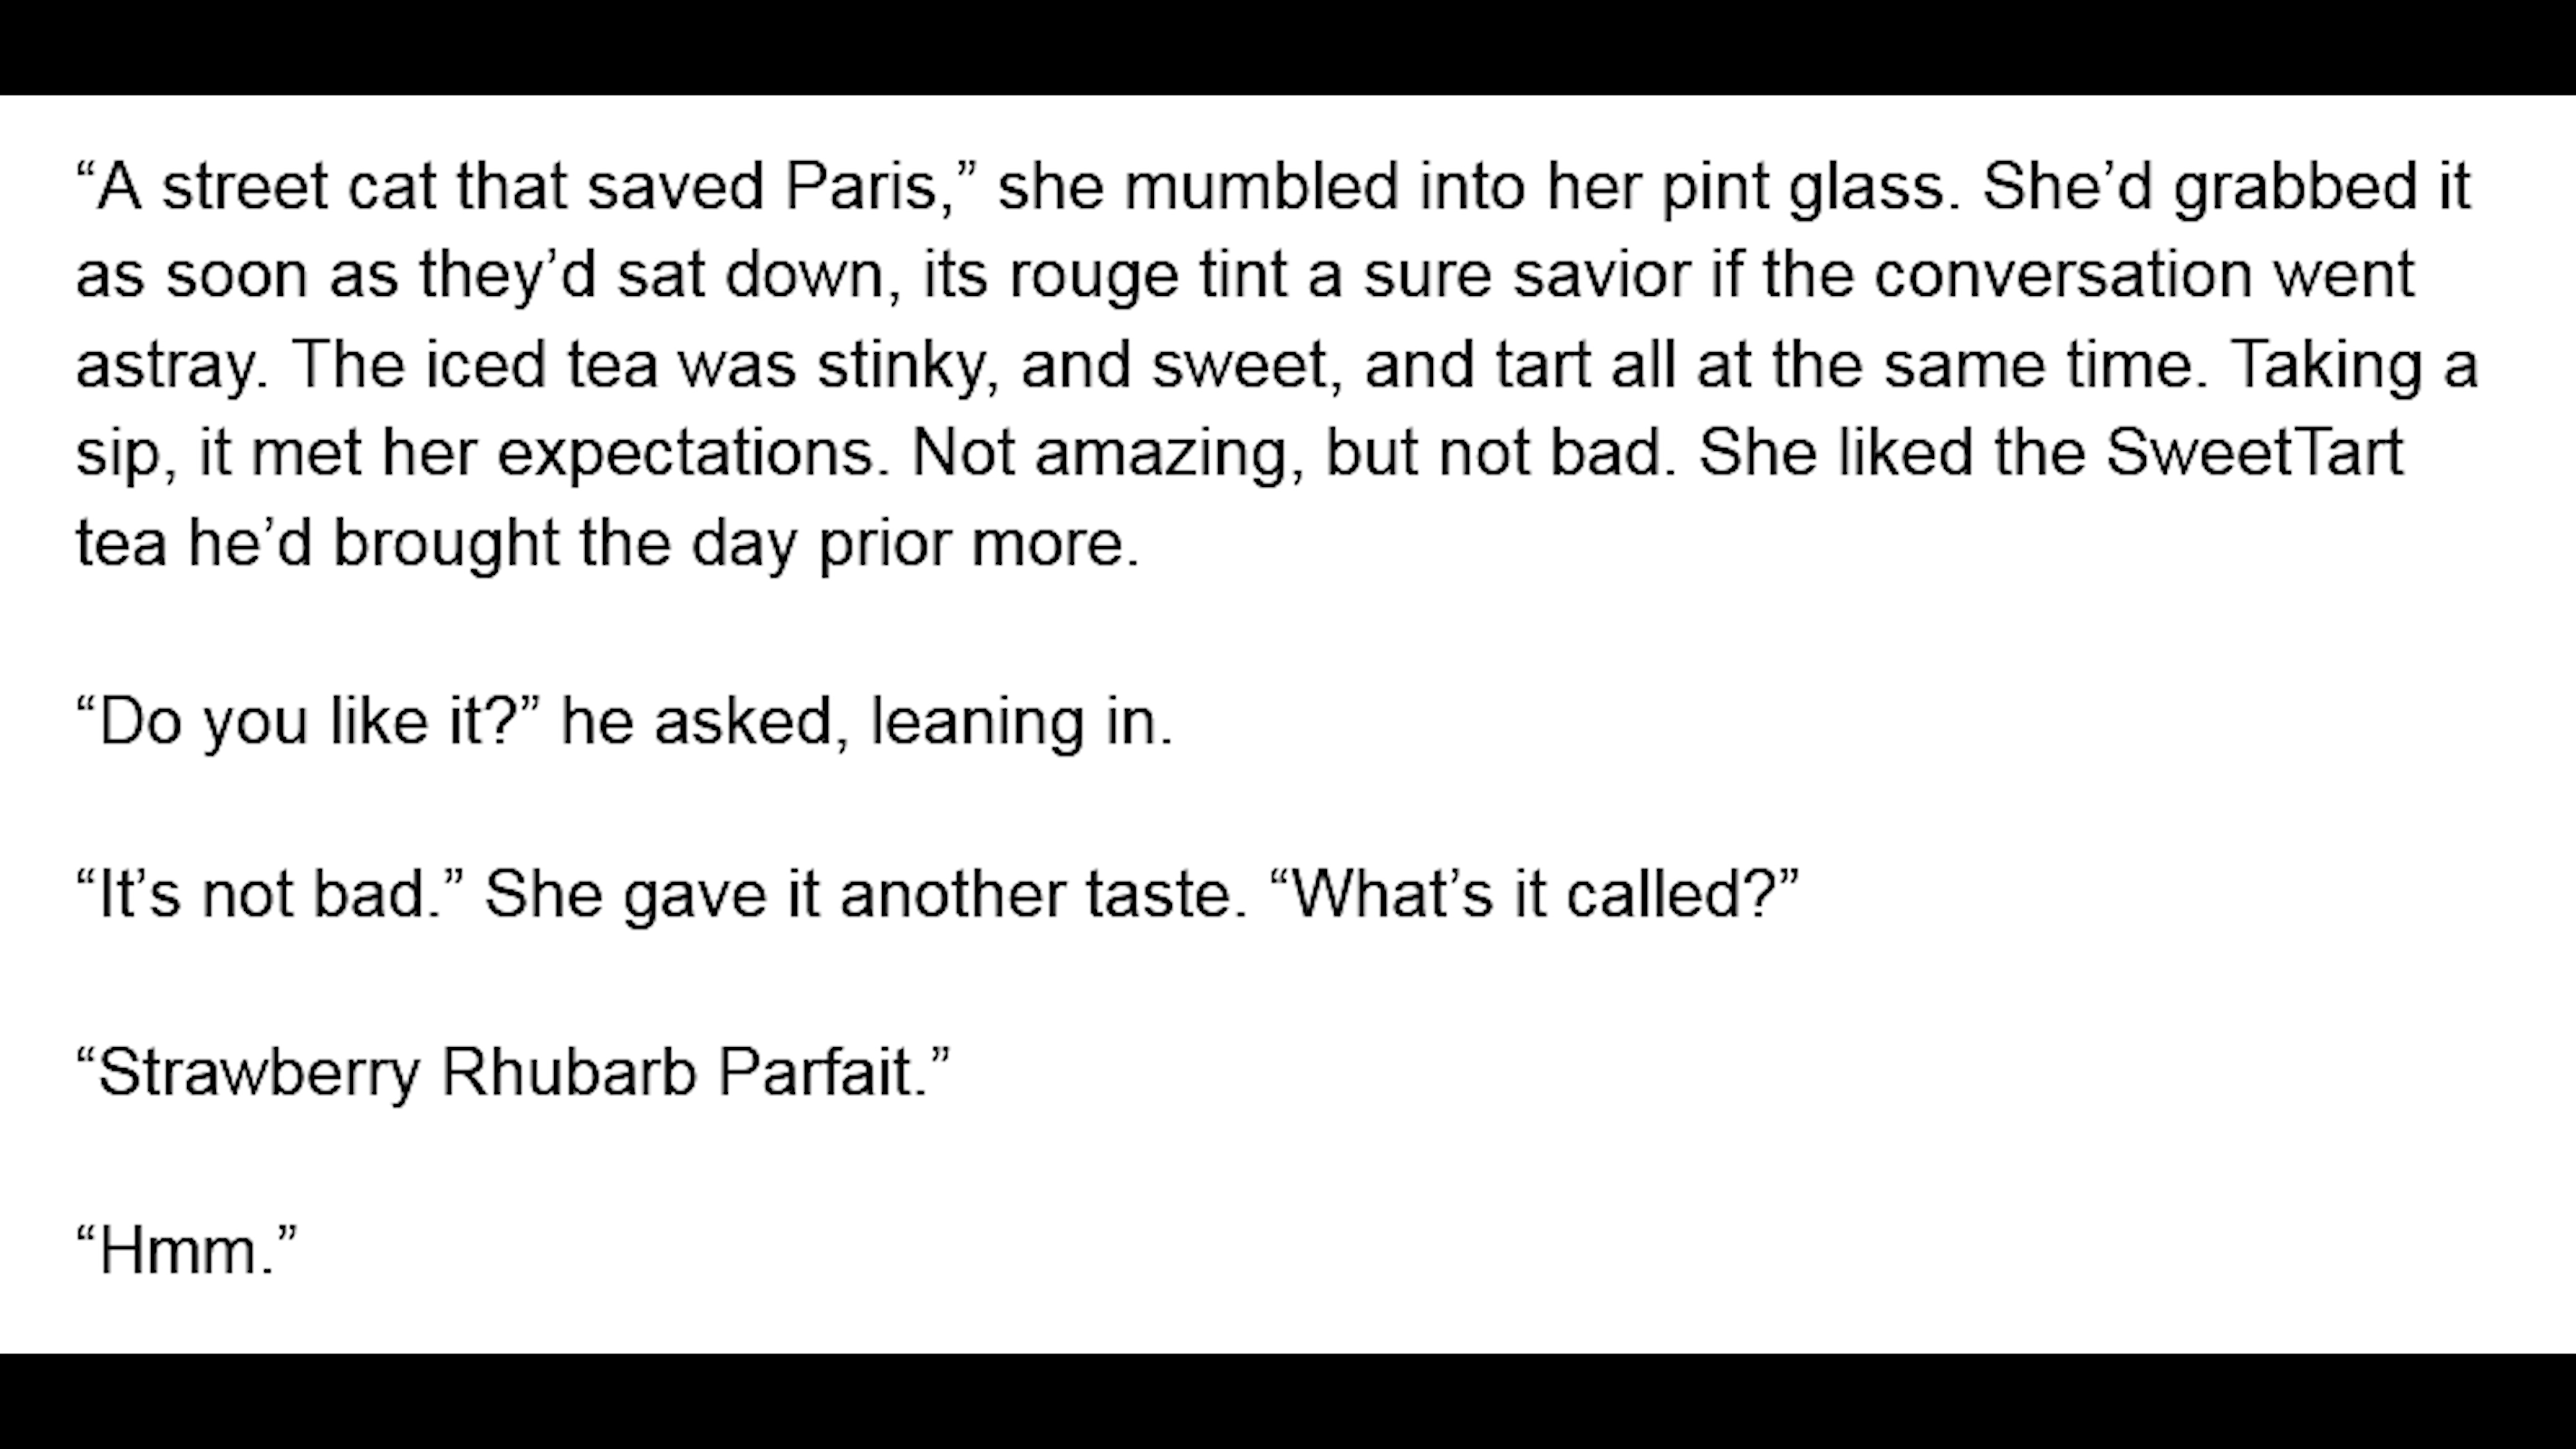 “A street cat that saved Paris,” she mumbled into her pint glass. She’d grabbed it
as soon as they’d sat down, its rouge tint a sure savior if the conversation went
astray. The iced tea was stinky, and sweet, and tart all at the same time. Taking a
sip, it met her expectations. Not amazing, but not bad. She liked the SweetTart
tea he’d brought the day prior more.
“Do you like it?” he asked, leaning in.
“It’s not bad.” She gave it another taste. “What’s it called?”
“Strawberry Rhubarb Parfait.”
“Hmm.”